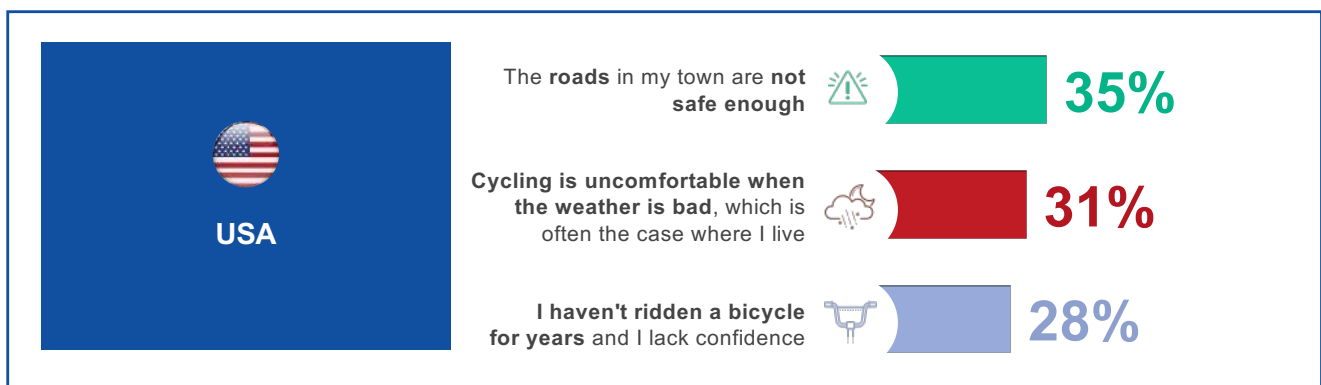 USA
The roads in my town are not
safe enough
35%
Cycling is uncomfortable when
the weather is bad, which is
often the case where I live
31%
I haven't ridden a bicycle
for years and I lack confidence
28%